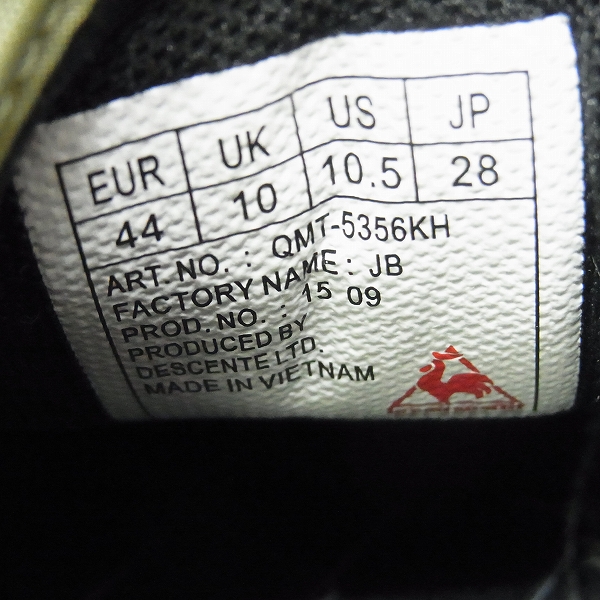 EUR UK US JP
44 10 10.5 28
ART. NO. : QMT-5356KH
FACTORY NAME : JB
PROD. NO. : 15 09
PRODUCED BY
DESCENTE LTD.
MADE IN VIETNAM